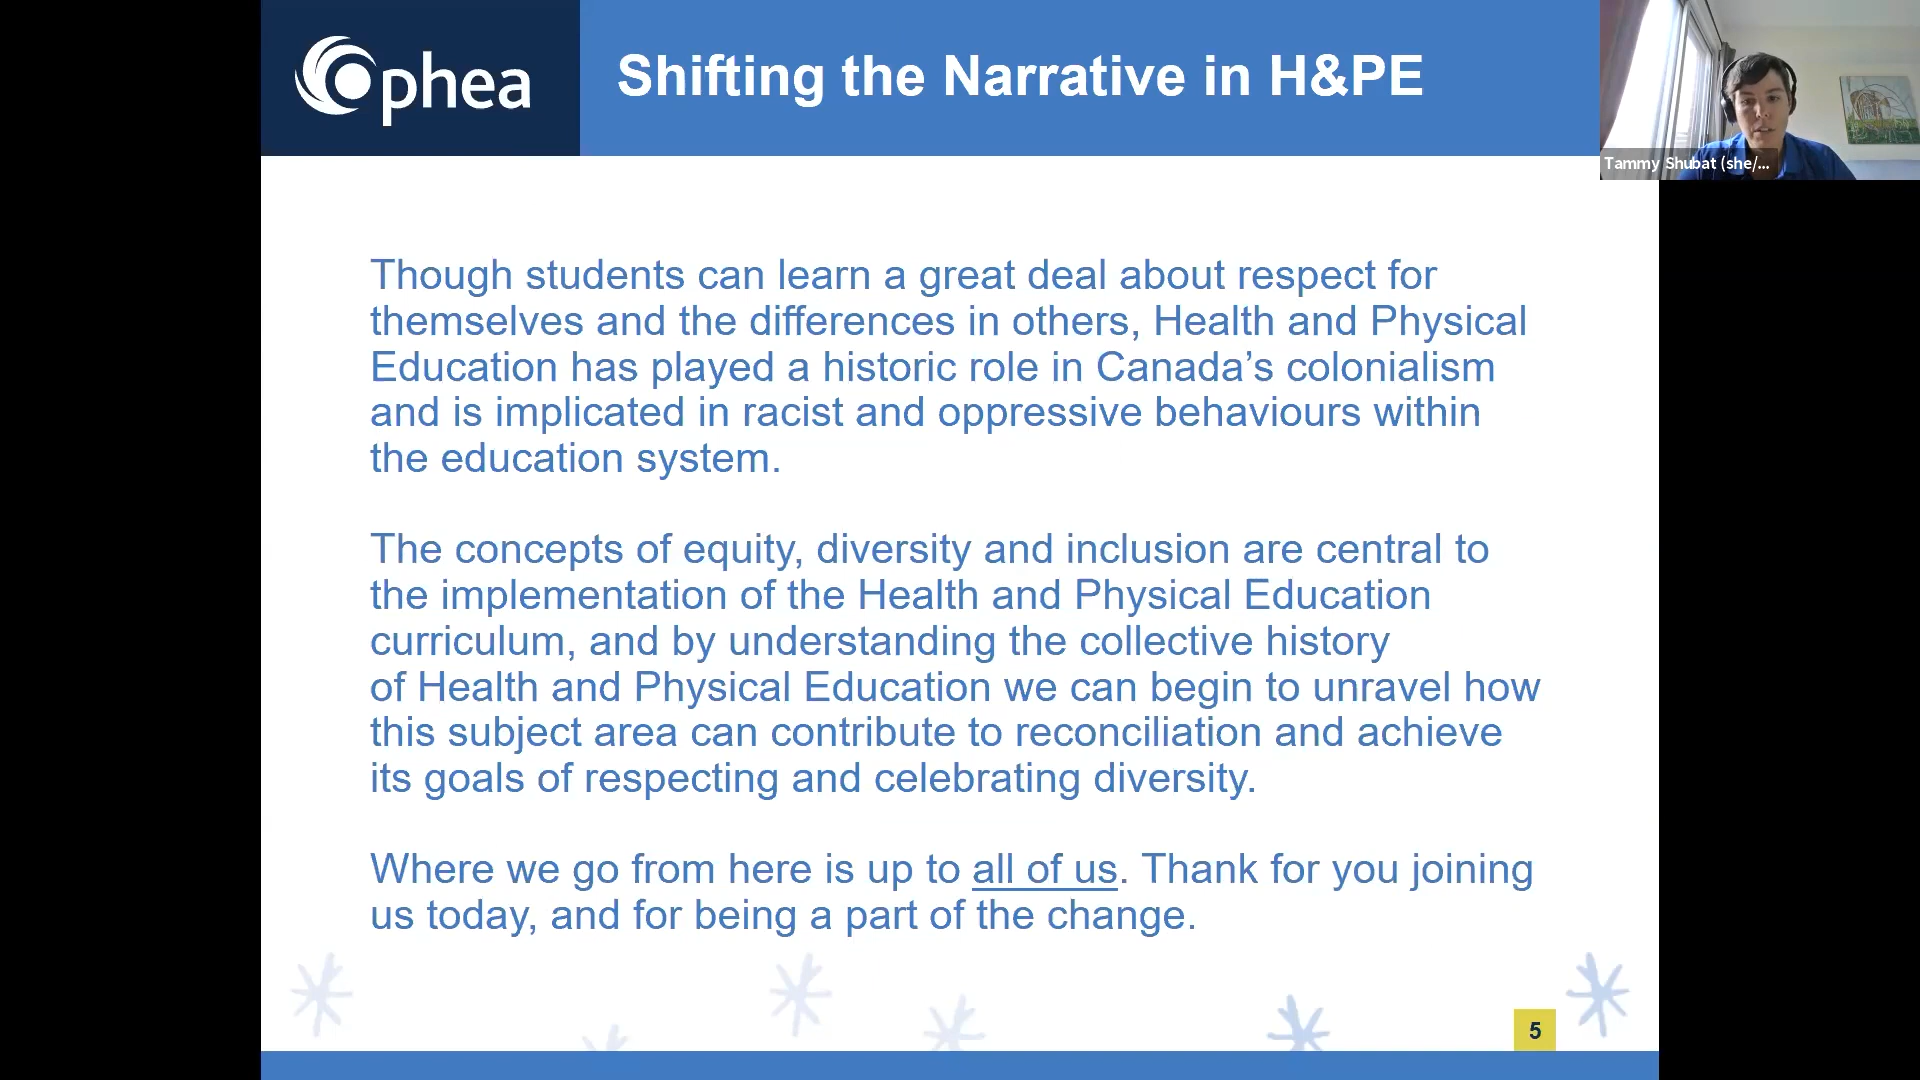 Ophea
Shifting the Narrative in H&PE
Tammy Shubat (she/...
Though students can learn a great deal about respect for
themselves and the differences in others, Health and Physical
Education has played a historic role in Canada’s colonialism
and is implicated in racist and oppressive behaviours within
the education system.
The concepts of equity, diversity and inclusion are central to
the implementation of the Health and Physical Education
curriculum, and by understanding the collective history
of Health and Physical Education we can begin to unravel how
this subject area can contribute to reconciliation and achieve
its goals of respecting and celebrating diversity.
Where we go from here is up to all of us. Thank for you joining
us today, and for being a part of the change.
5